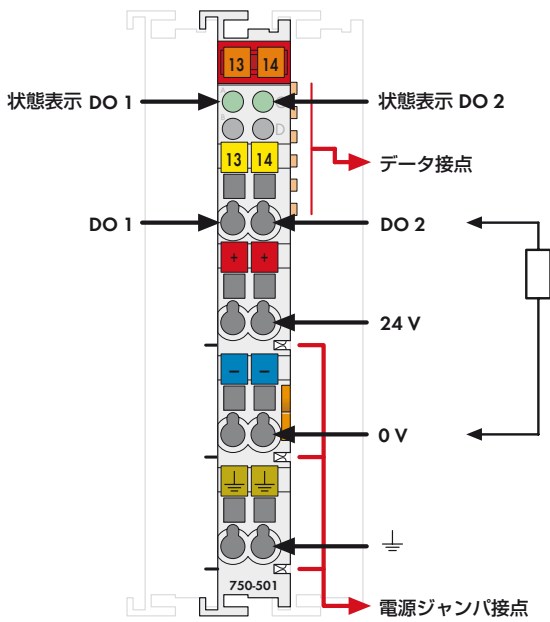 13 14
状態表示 DO 1
状態表示 DO 2
D
13 14
データ接点
DO 1
DO 2
+ +
24 V
− −
0 V
750-501
電源ジャンパ接点